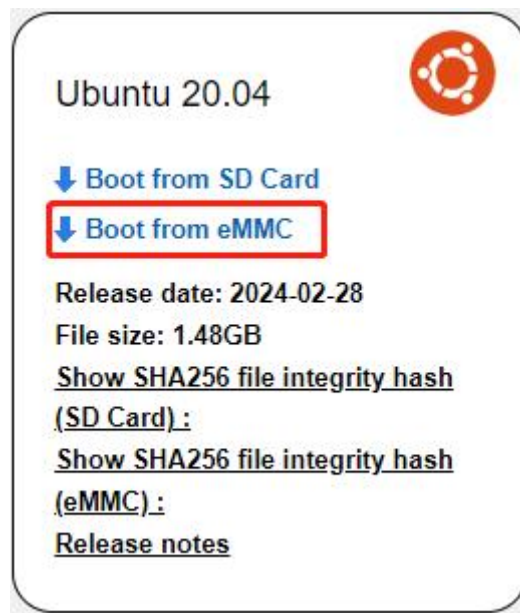 Ubuntu 20.04
Boot from SD Card
Boot from eMMC
Release date: 2024-02-28
File size: 1.48GB
Show SHA256 file integrity hash
(SD Card) :
Show SHA256 file integrity hash
(eMMC) :
Release notes